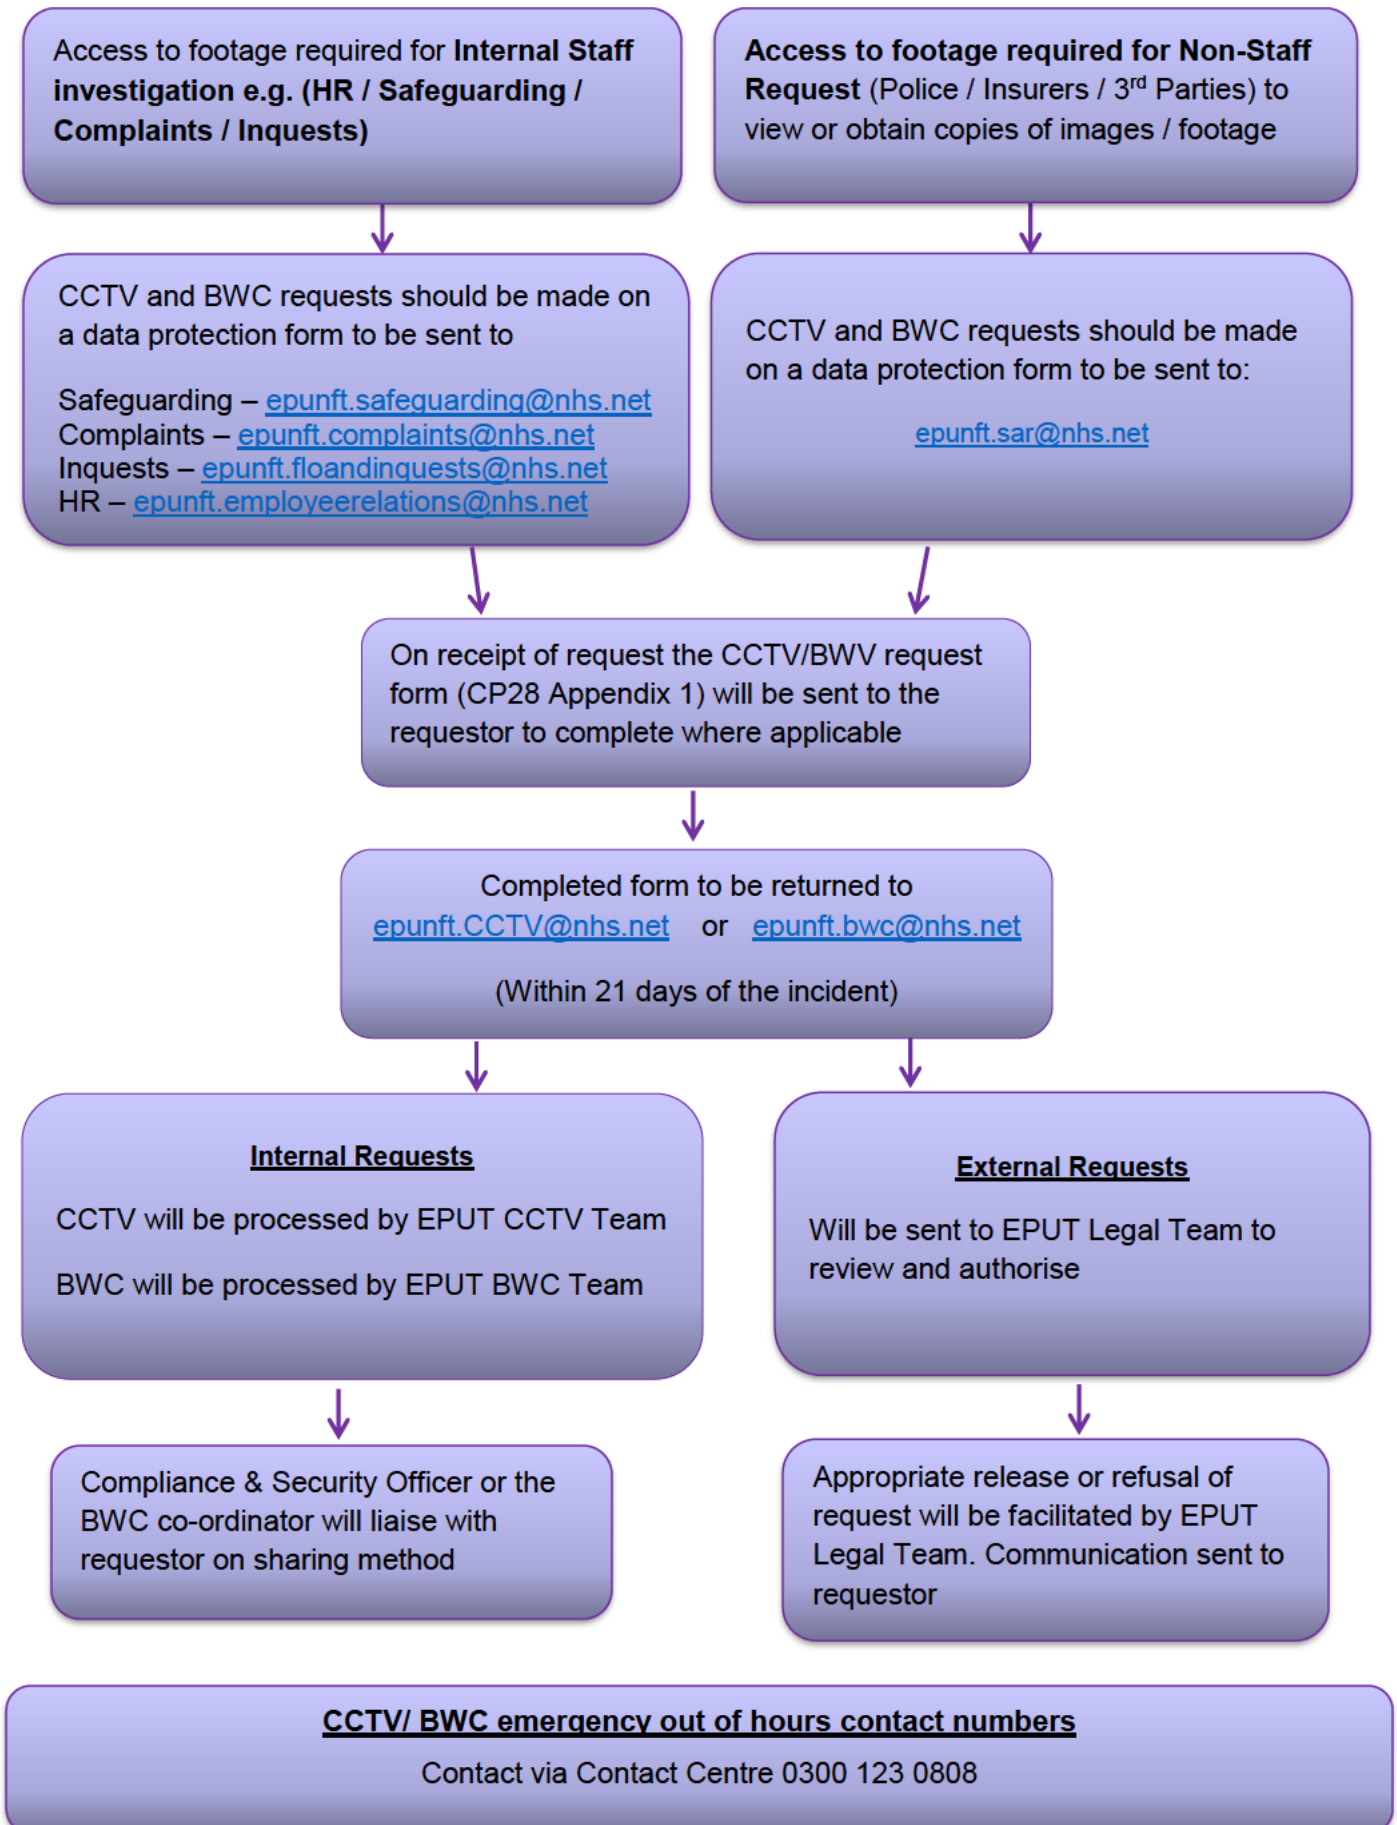 Access to footage required for Internal Staff
investigation e.g. (HR / Safeguarding /
Complaints / Inquests)
Access to footage required for Non-Staff
Request (Police / Insurers / 3rd Parties) to
view or obtain copies of images / footage
CCTV and BWC requests should be made on
a data protection form to be sent to
Safeguarding – epunft.safeguarding@nhs.net
Complaints – epunft.complaints@nhs.net
Inquests – epunft.floandinquests@nhs.net
HR – epunft.employeerelations@nhs.net
CCTV and BWC requests should be made
on a data protection form to be sent to:
epunft.sar@nhs.net
On receipt of request the CCTV/BWV request
form (CP28 Appendix 1) will be sent to the
requestor to complete where applicable
Completed form to be returned to
epunft.CCTV@nhs.net or epunft.bwc@nhs.net
(Within 21 days of the incident)
Internal Requests
CCTV will be processed by EPUT CCTV Team
BWC will be processed by EPUT BWC Team
External Requests
Will be sent to EPUT Legal Team to
review and authorise
Compliance & Security Officer or the
BWC co-ordinator will liaise with
requestor on sharing method
Appropriate release or refusal of
request will be facilitated by EPUT
Legal Team. Communication sent to
requestor
CCTV/ BWC emergency out of hours contact numbers
Contact via Contact Centre 0300 123 0808